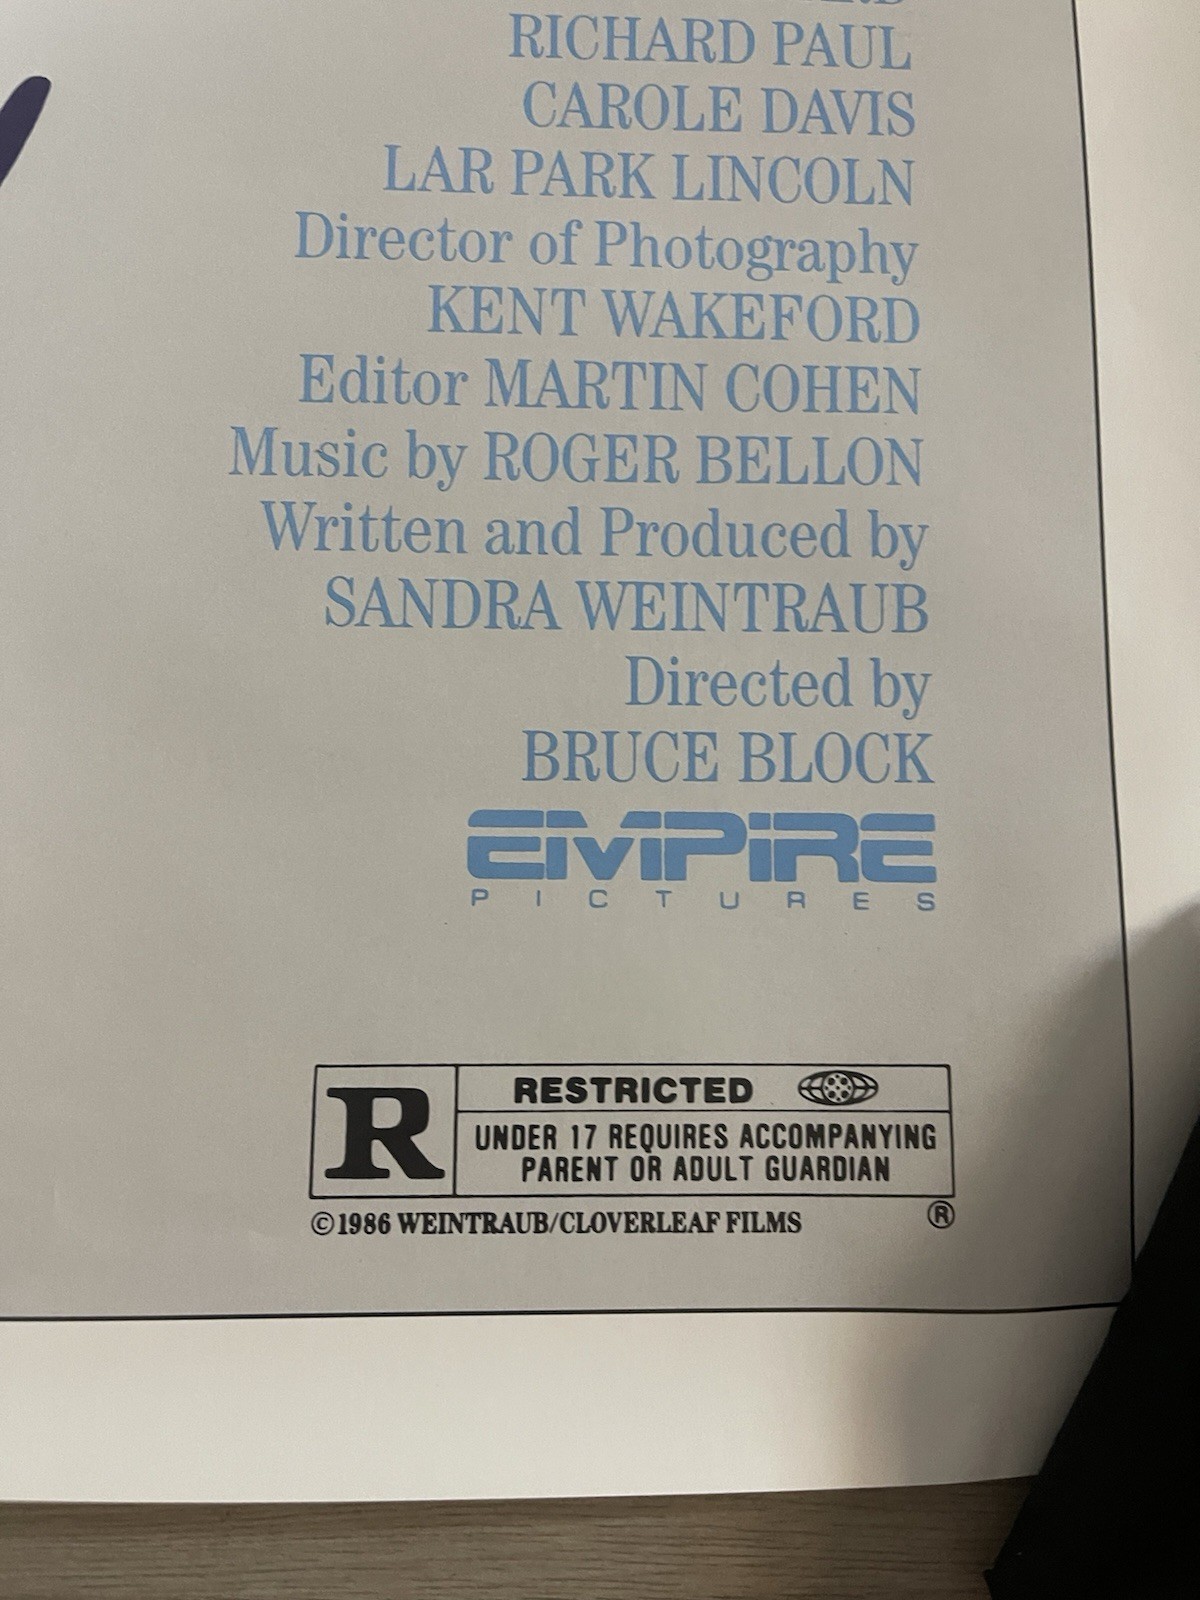 RICHARD PAUL
CAROLE DAVIS
LAR PARK LINCOLN
Director of Photography
KENT WAKEFORD
Editor MARTIN COHEN
Music by ROGER BELLON
Written and Produced by
SANDRA WEINTRAUB
Directed by
BRUCE BLOCK
EMPIRE
PICTURES
R
RESTRICTED
UNDER 17 REQUIRES ACCOMPANYING
PARENT OR ADULT GUARDIAN
®
©1986 WEINTRAUB/CLOVERLEAF FILMS